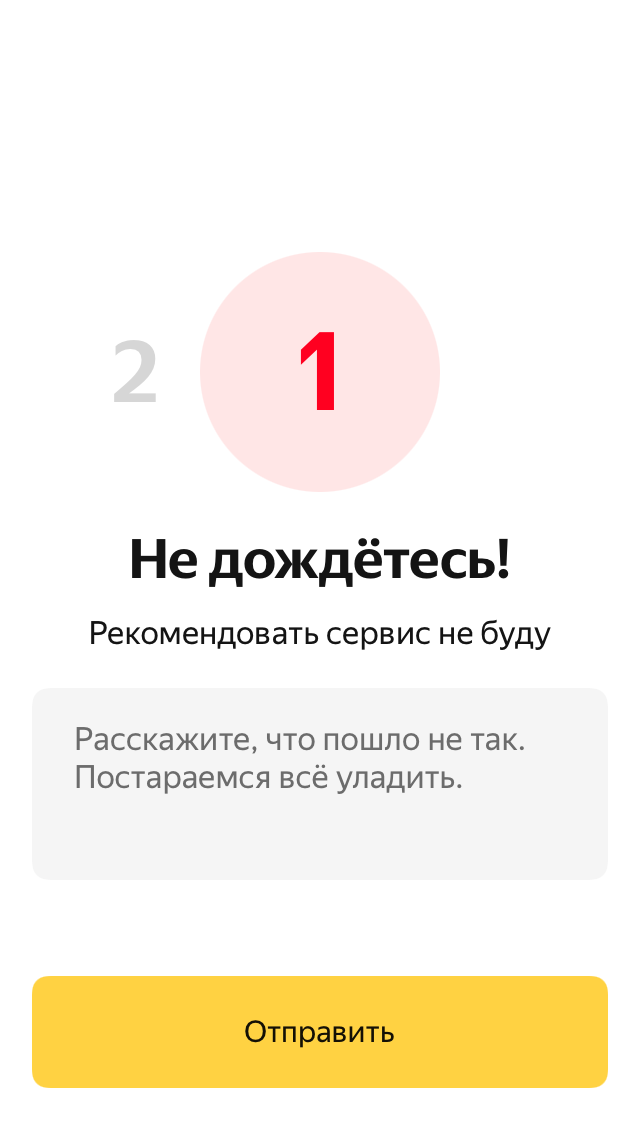 2 1
Не дождётесь!
Рекомендовать сервис не буду
Расскажите, что пошло не так.
Постараемся всё уладить.
Отправить